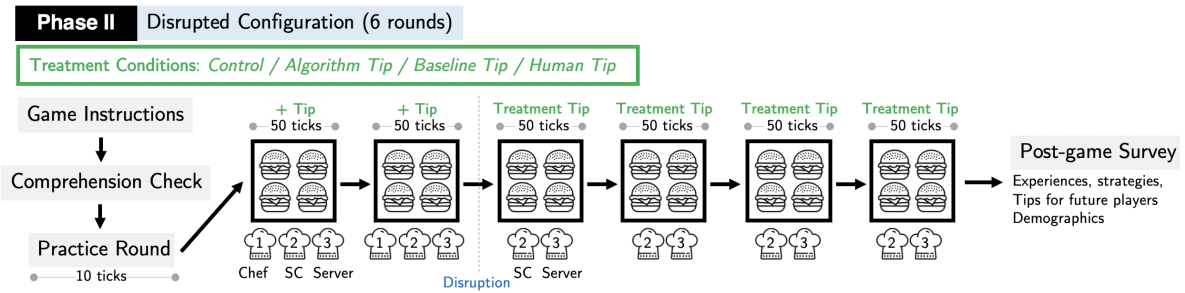 Phase II Disrupted Configuration (6 rounds)
Treatment Conditions: Control / Algorithm Tip / Baseline Tip / Human Tip
Game Instructions
Comprehension Check
Practice Round
10 ticks
+ Tip + Tip Treatment Tip Treatment Tip Treatment Tip Treatment Tip
50 ticks 50 ticks 50 ticks 50 ticks 50 ticks 50 ticks
1 2 3 1 2 3 2 3 2 3 2 3 2 3
Chef SC Server SC Server
Disruption
Post-game Survey
Experiences, strategies,
Tips for future players
Demographics